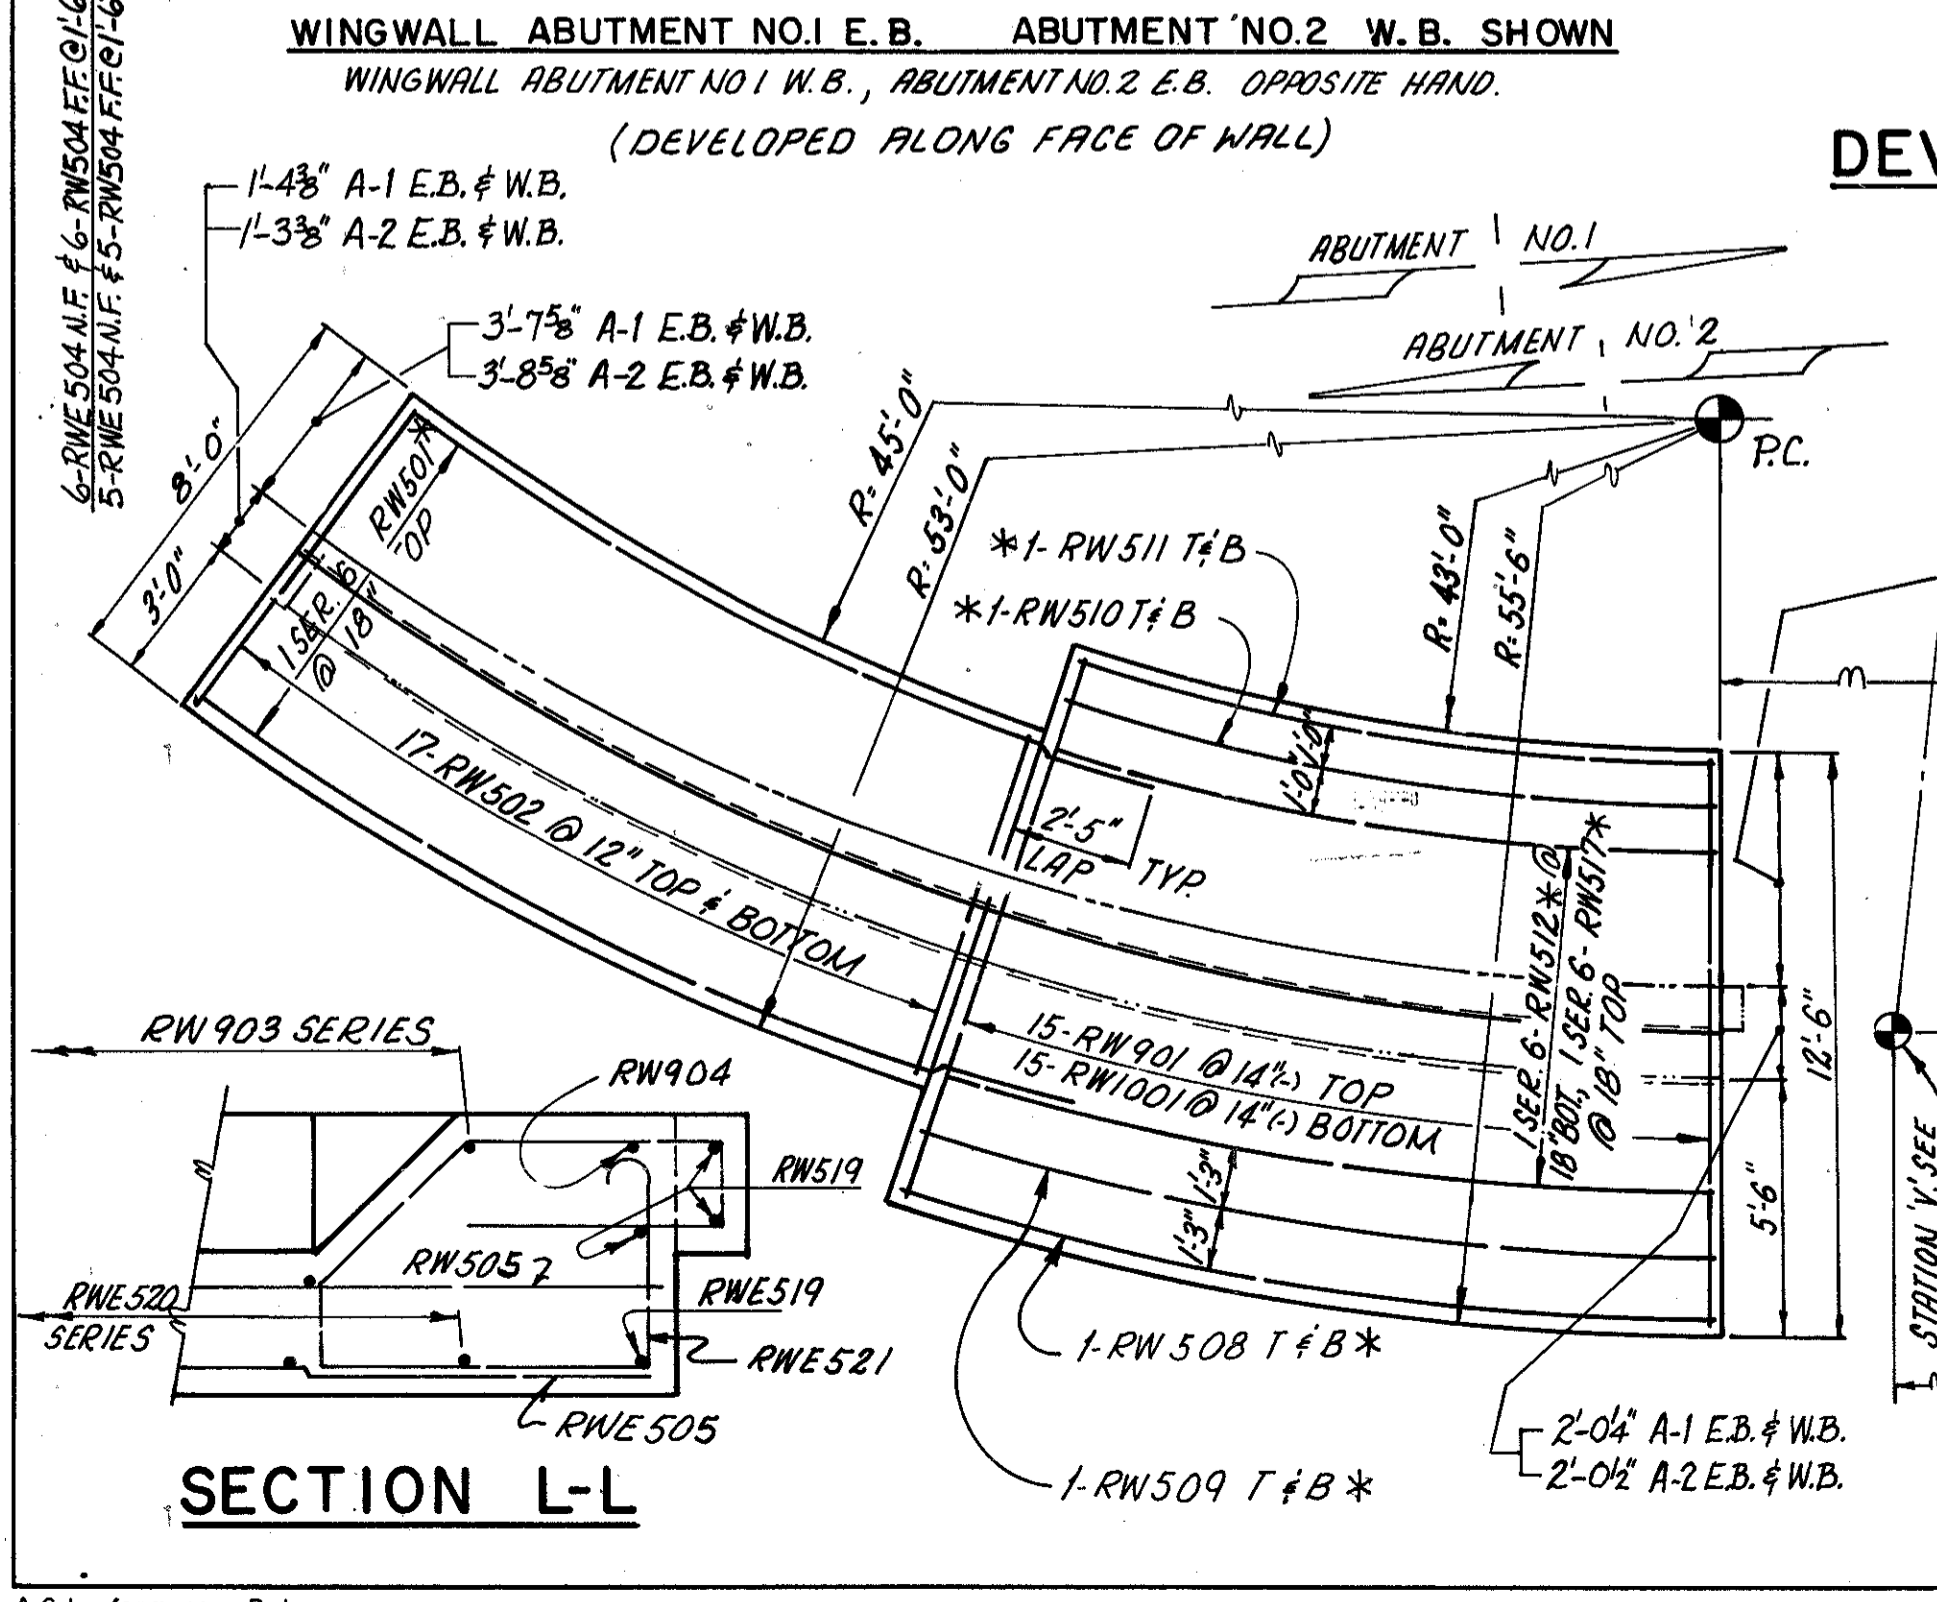 6-RWE504 N.F. & 6-RW504 F.F. @ 1'-6
5-RWE504 N.F. & 5-RW504 F.F. @ 1'-6
WINGWALL ABUTMENT NO.1 E.B. ABUTMENT NO.2 W.B. SHOWN
WINGWALL ABUTMENT NO 1 W.B., ABUTMENT NO.2 E.B. OPPOSITE HAND.
(DEVELOPED ALONG FACE OF WALL)
DEV
1'-4⅜" A-1 E.B. & W.B.
1'-3⅜" A-2 E.B. & W.B.
ABUTMENT NO.1
ABUTMENT NO. 2
3'-7⅝" A-1 E.B. & W.B.
3'-8⅝" A-2 E.B. & W.B.
P.C.
8'-0"
3'-0"
RW501*
R=45'-0"
R=53'-0"
R=43'-0"
R=55'-6"
*1-RW511 T&B
*1-RW510 T&B
1 SER.
@ 18"
17-RW502 @ 12" TOP & BOTTOM
1'-0"
1'-0"
2'-5"
LAP TYP.
1 SER. 6-RW512* @
18" BOT., 1 SER. 6-RW517*
@ 18" TOP
15-RW901 @ 14"(-) TOP
15-RW1001 @ 14"(-) BOTTOM
12'-6"
5'-6"
1'-3"
1'-3"
STATION 'V'. SEE
1-RW508 T & B*
1-RW509 T & B*
2'-0¼" A-1 E.B. & W.B.
2'-0½" A-2 E.B. & W.B.
RW903 SERIES
RW904
RW519
RW505
RWE520
SERIES
RWE519
RWE521
RWE505
SECTION L-L